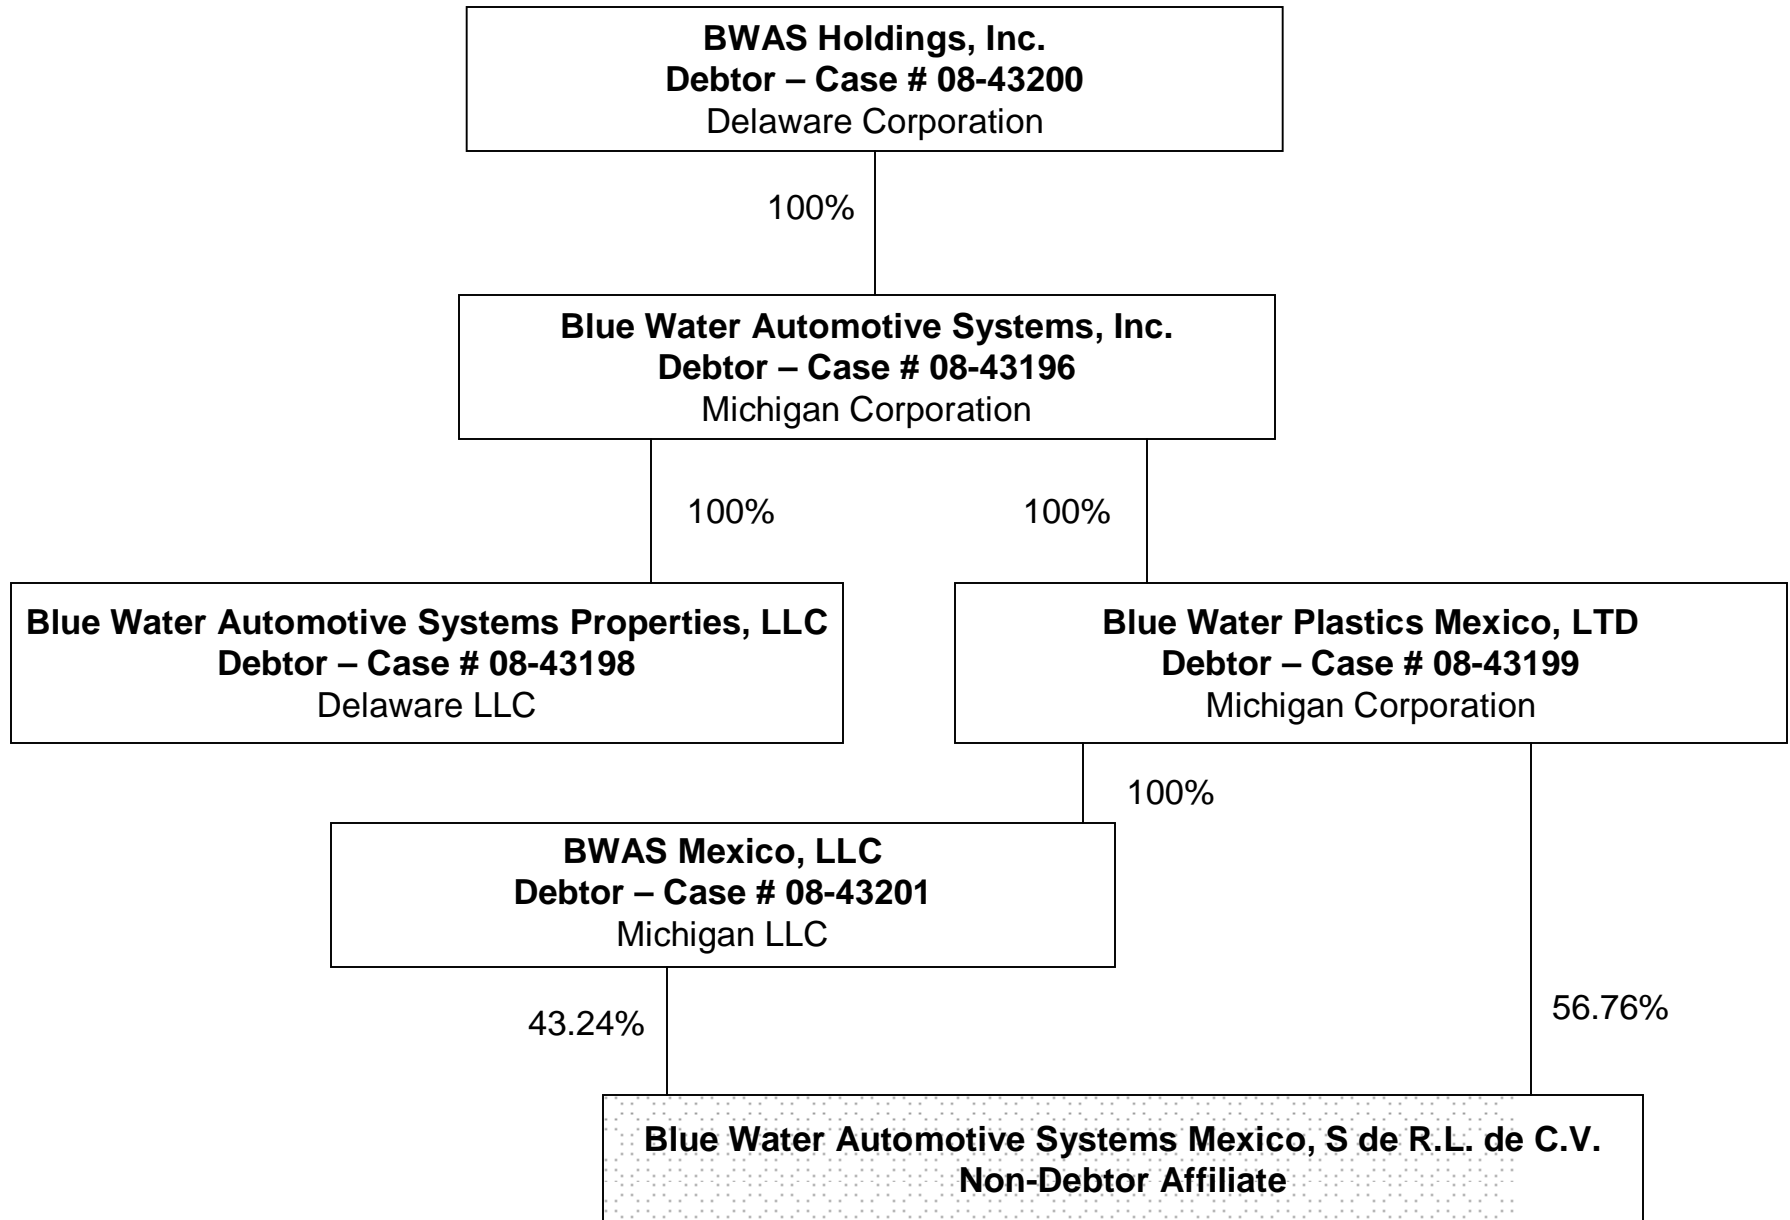 BWAS Holdings, Inc.
Debtor – Case # 08-43200
Delaware Corporation
100%
Blue Water Automotive Systems, Inc.
Debtor – Case # 08-43196
Michigan Corporation
100%
100%
Blue Water Automotive Systems Properties, LLC
Debtor – Case # 08-43198
Delaware LLC
Blue Water Plastics Mexico, LTD
Debtor – Case # 08-43199
Michigan Corporation
100%
BWAS Mexico, LLC
Debtor – Case # 08-43201
Michigan LLC
43.24%
56.76%
Blue Water Automotive Systems Mexico, S de R.L. de C.V.
Non-Debtor Affiliate